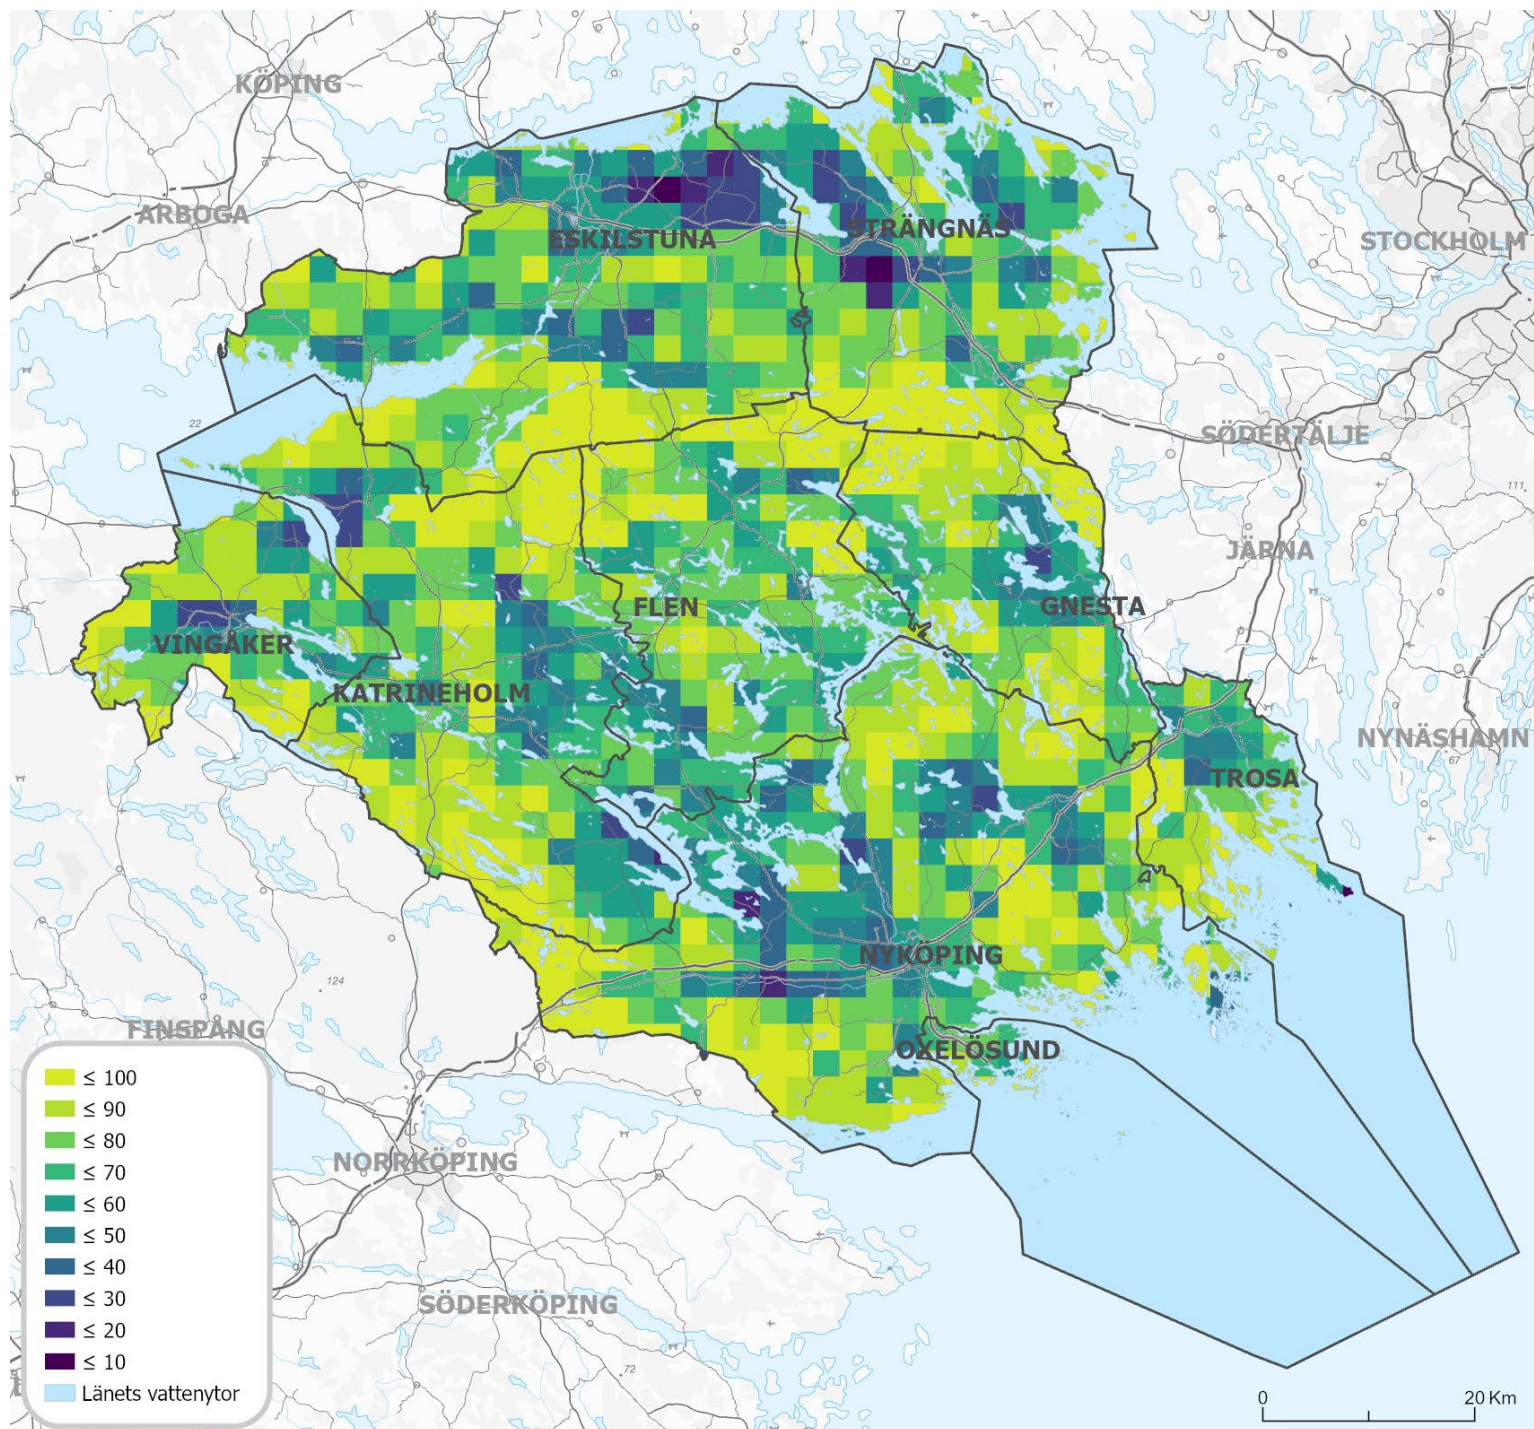 KÖPING
ARBOGA
ESKILSTUNA
STRÄNGNÄS
STOCKHOLM
22
SÖDERTÄLJE
111
JÄRNA
FLEN
GNESTA
VINGÅKER
KATRINEHOLM
NYNÄSHAMN
67
TROSA
NYKÖPING
124
FINSPÅNG
OXELÖSUND
≤ 100
≤ 90
≤ 80
≤ 70
≤ 60
≤ 50
≤ 40
≤ 30
≤ 20
≤ 10
Länets vattenytor
NORRKÖPING
SÖDERKÖPING
72
0 20 Km